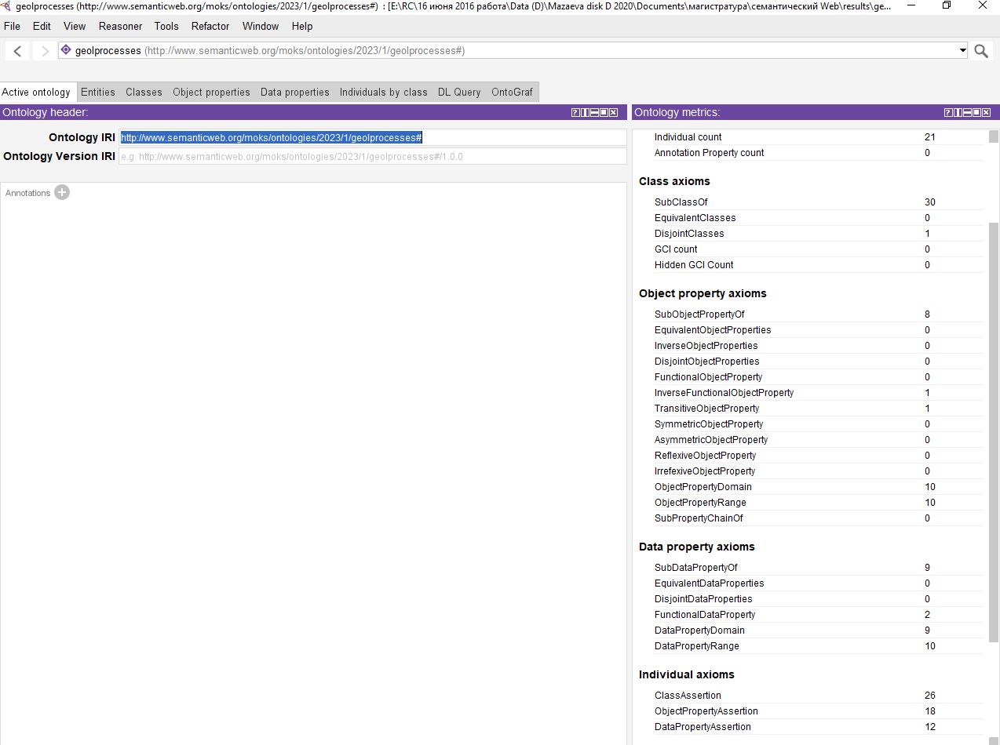 geolprocesses (http://www.semanticweb.org/moks/ontologies/2023/1/geolprocesses#) : [E:\RC\16 июня 2016 работа\Data (D)\Mazaeva disk D 2020\Documents\магистратура\семантический Web\results\ge...
File Edit View Reasoner Tools Refactor Window Help
geolprocesses (http://www.semanticweb.org/moks/ontologies/2023/1/geolprocesses#)
Active ontology Entities Classes Object properties Data properties Individuals by class DL Query OntoGraf
Ontology header:
Ontology IRI http://www.semanticweb.org/moks/ontologies/2023/1/geolprocesses#
Ontology Version IRI e.g. http://www.semanticweb.org/moks/ontologies/2023/1/geolprocesses#/1.0.0
Annotations
Ontology metrics:
Individual count 21
Annotation Property count 0
Class axioms
SubClassOf 30
EquivalentClasses 0
DisjointClasses 1
GCI count 0
Hidden GCI Count 0
Object property axioms
SubObjectPropertyOf 8
EquivalentObjectProperties 0
InverseObjectProperties 0
DisjointObjectProperties 0
FunctionalObjectProperty 0
InverseFunctionalObjectProperty 1
TransitiveObjectProperty 1
SymmetricObjectProperty 0
AsymmetricObjectProperty 0
ReflexiveObjectProperty 0
IrrefexiveObjectProperty 0
ObjectPropertyDomain 10
ObjectPropertyRange 10
SubPropertyChainOf 0
Data property axioms
SubDataPropertyOf 9
EquivalentDataProperties 0
DisjointDataProperties 0
FunctionalDataProperty 2
DataPropertyDomain 9
DataPropertyRange 10
Individual axioms
ClassAssertion 26
ObjectPropertyAssertion 18
DataPropertyAssertion 12